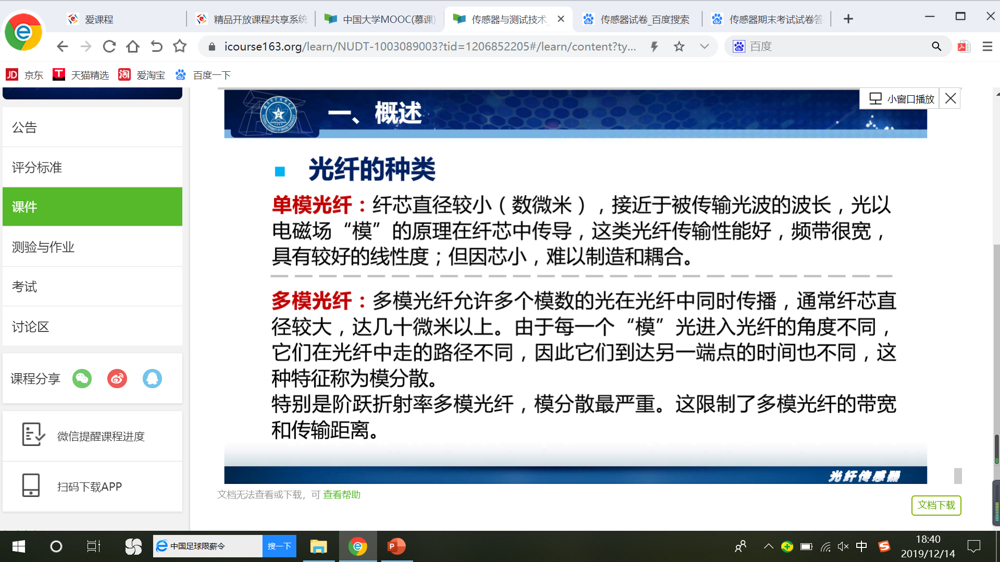 爱课程
精品开放课程共享系统
中国大学MOOC(慕课)
传感器与测试技术_
传感器试卷_百度搜索
传感器期末考试试卷答
icourse163.org/learn/NUDT-1003089003?tid=1206852205#/learn/content?ty...
百度
JD 京东
T 天猫精选
淘 爱淘宝
百度一下
小窗口播放
公告
评分标准
课件
测验与作业
考试
讨论区
课程分享
微信提醒课程进度
扫码下载APP
一、概述
光纤的种类
单模光纤：纤芯直径较小（数微米），接近于被传输光波的波长，光以
电磁场“模”的原理在纤芯中传导，这类光纤传输性能好，频带很宽，
具有较好的线性度；但因芯小，难以制造和耦合。
多模光纤：多模光纤允许多个模数的光在光纤中同时传播，通常纤芯直
径较大，达几十微米以上。由于每一个“模”光进入光纤的角度不同，
它们在光纤中走的路径不同，因此它们到达另一端点的时间也不同，这
种特征称为模分散。
特别是阶跃折射率多模光纤，模分散最严重。这限制了多模光纤的带宽
和传输距离。
光纤传感器
文档无法查看或下载，可 查看帮助
文档下载
中国足球限薪令
搜一下
中
18:40
2019/12/14